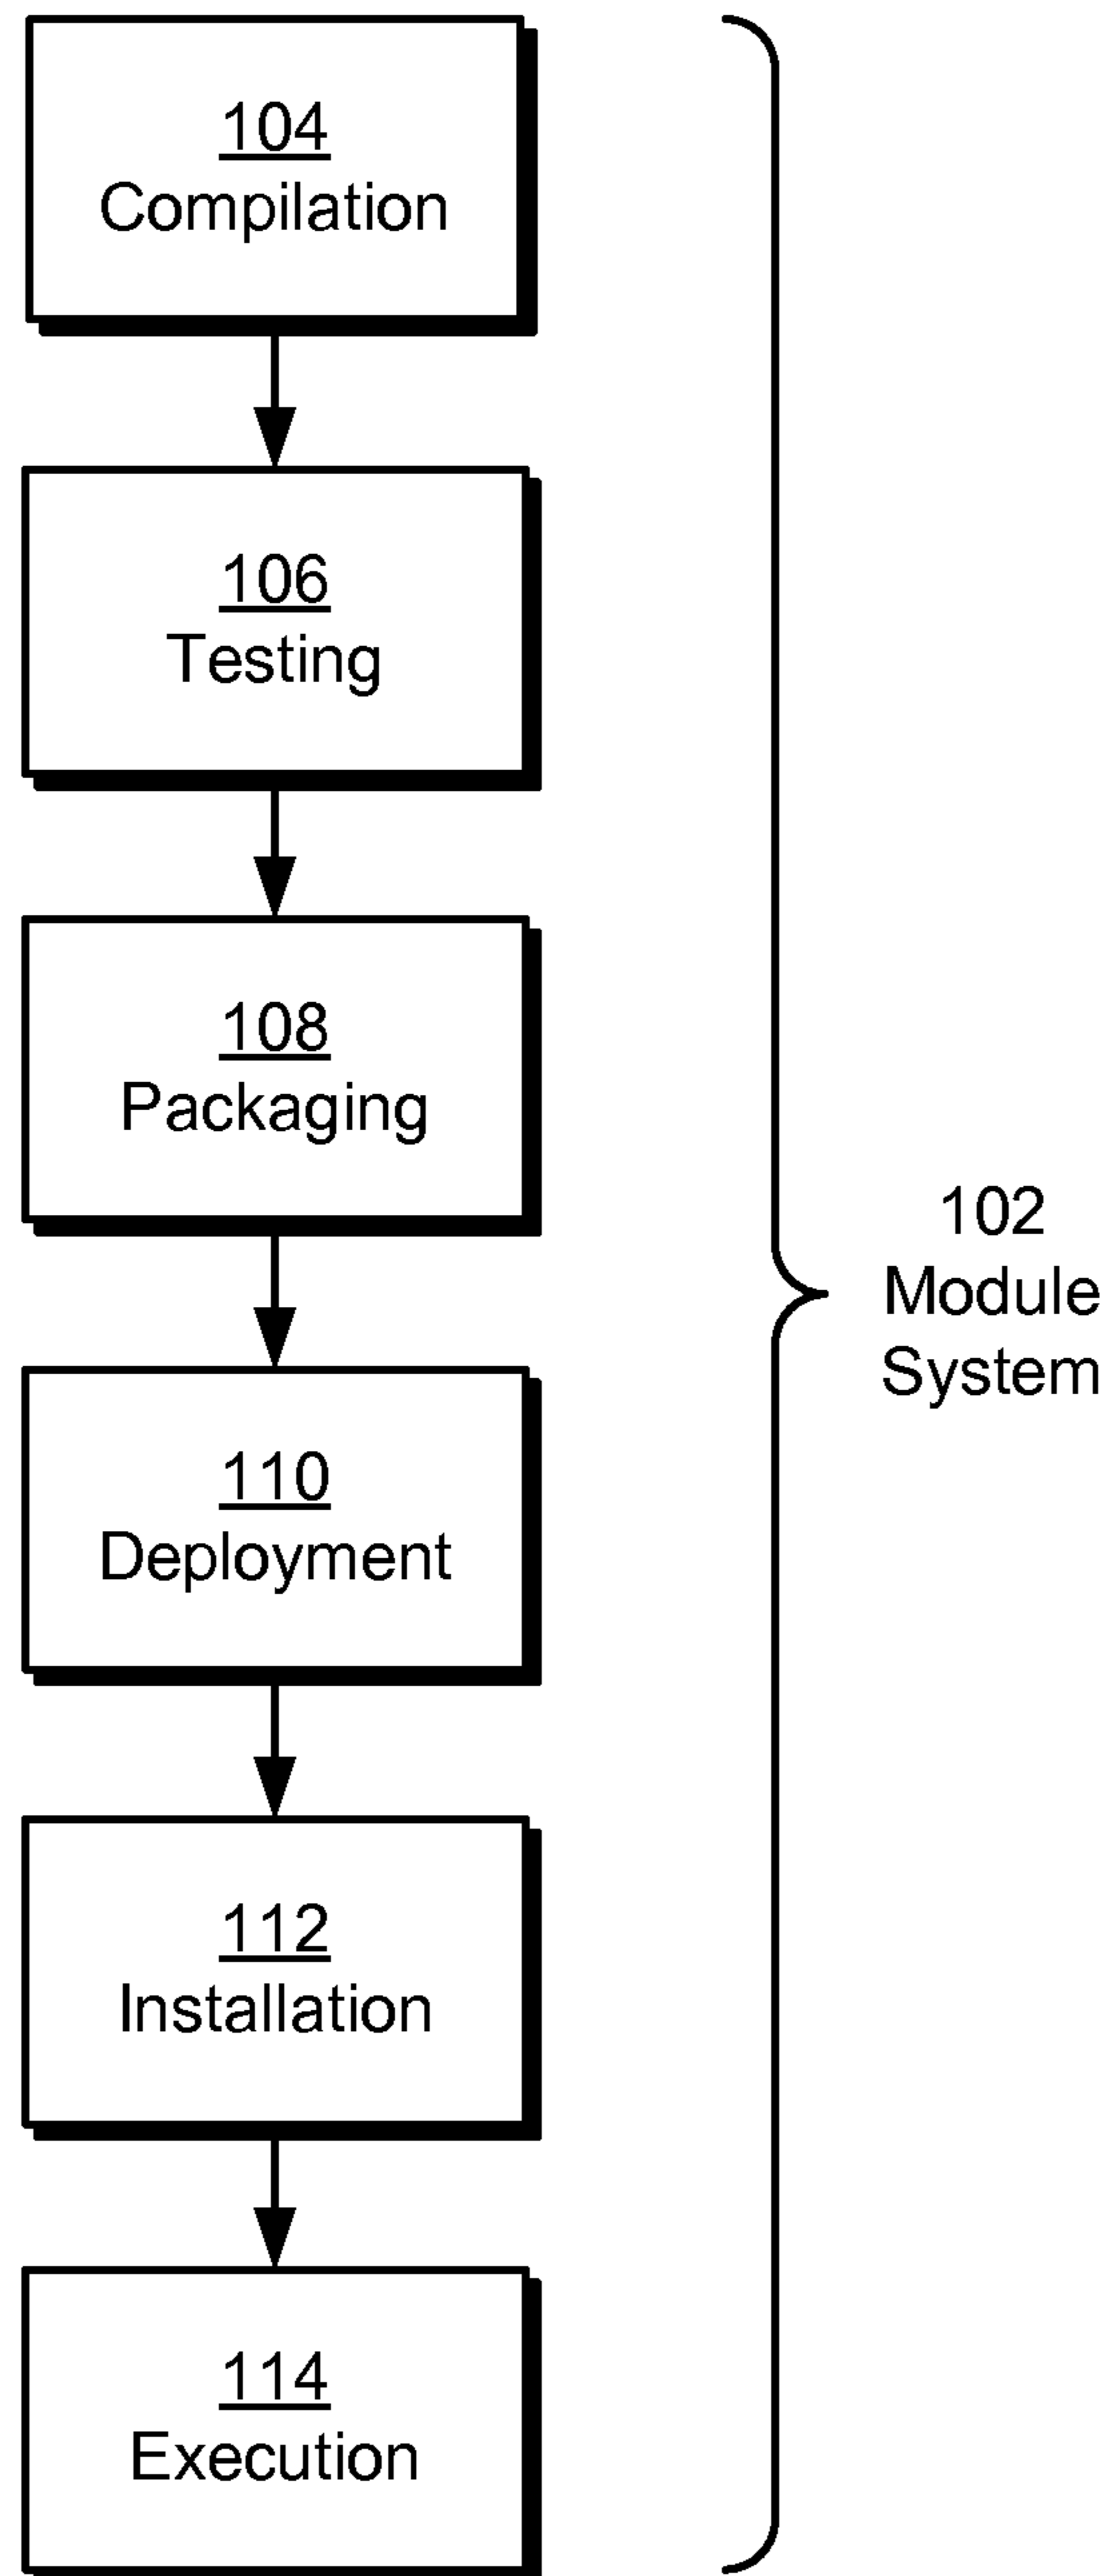 104
Compilation
106
Testing
108
Packaging
102
Module
System
110
Deployment
112
Installation
114
Execution